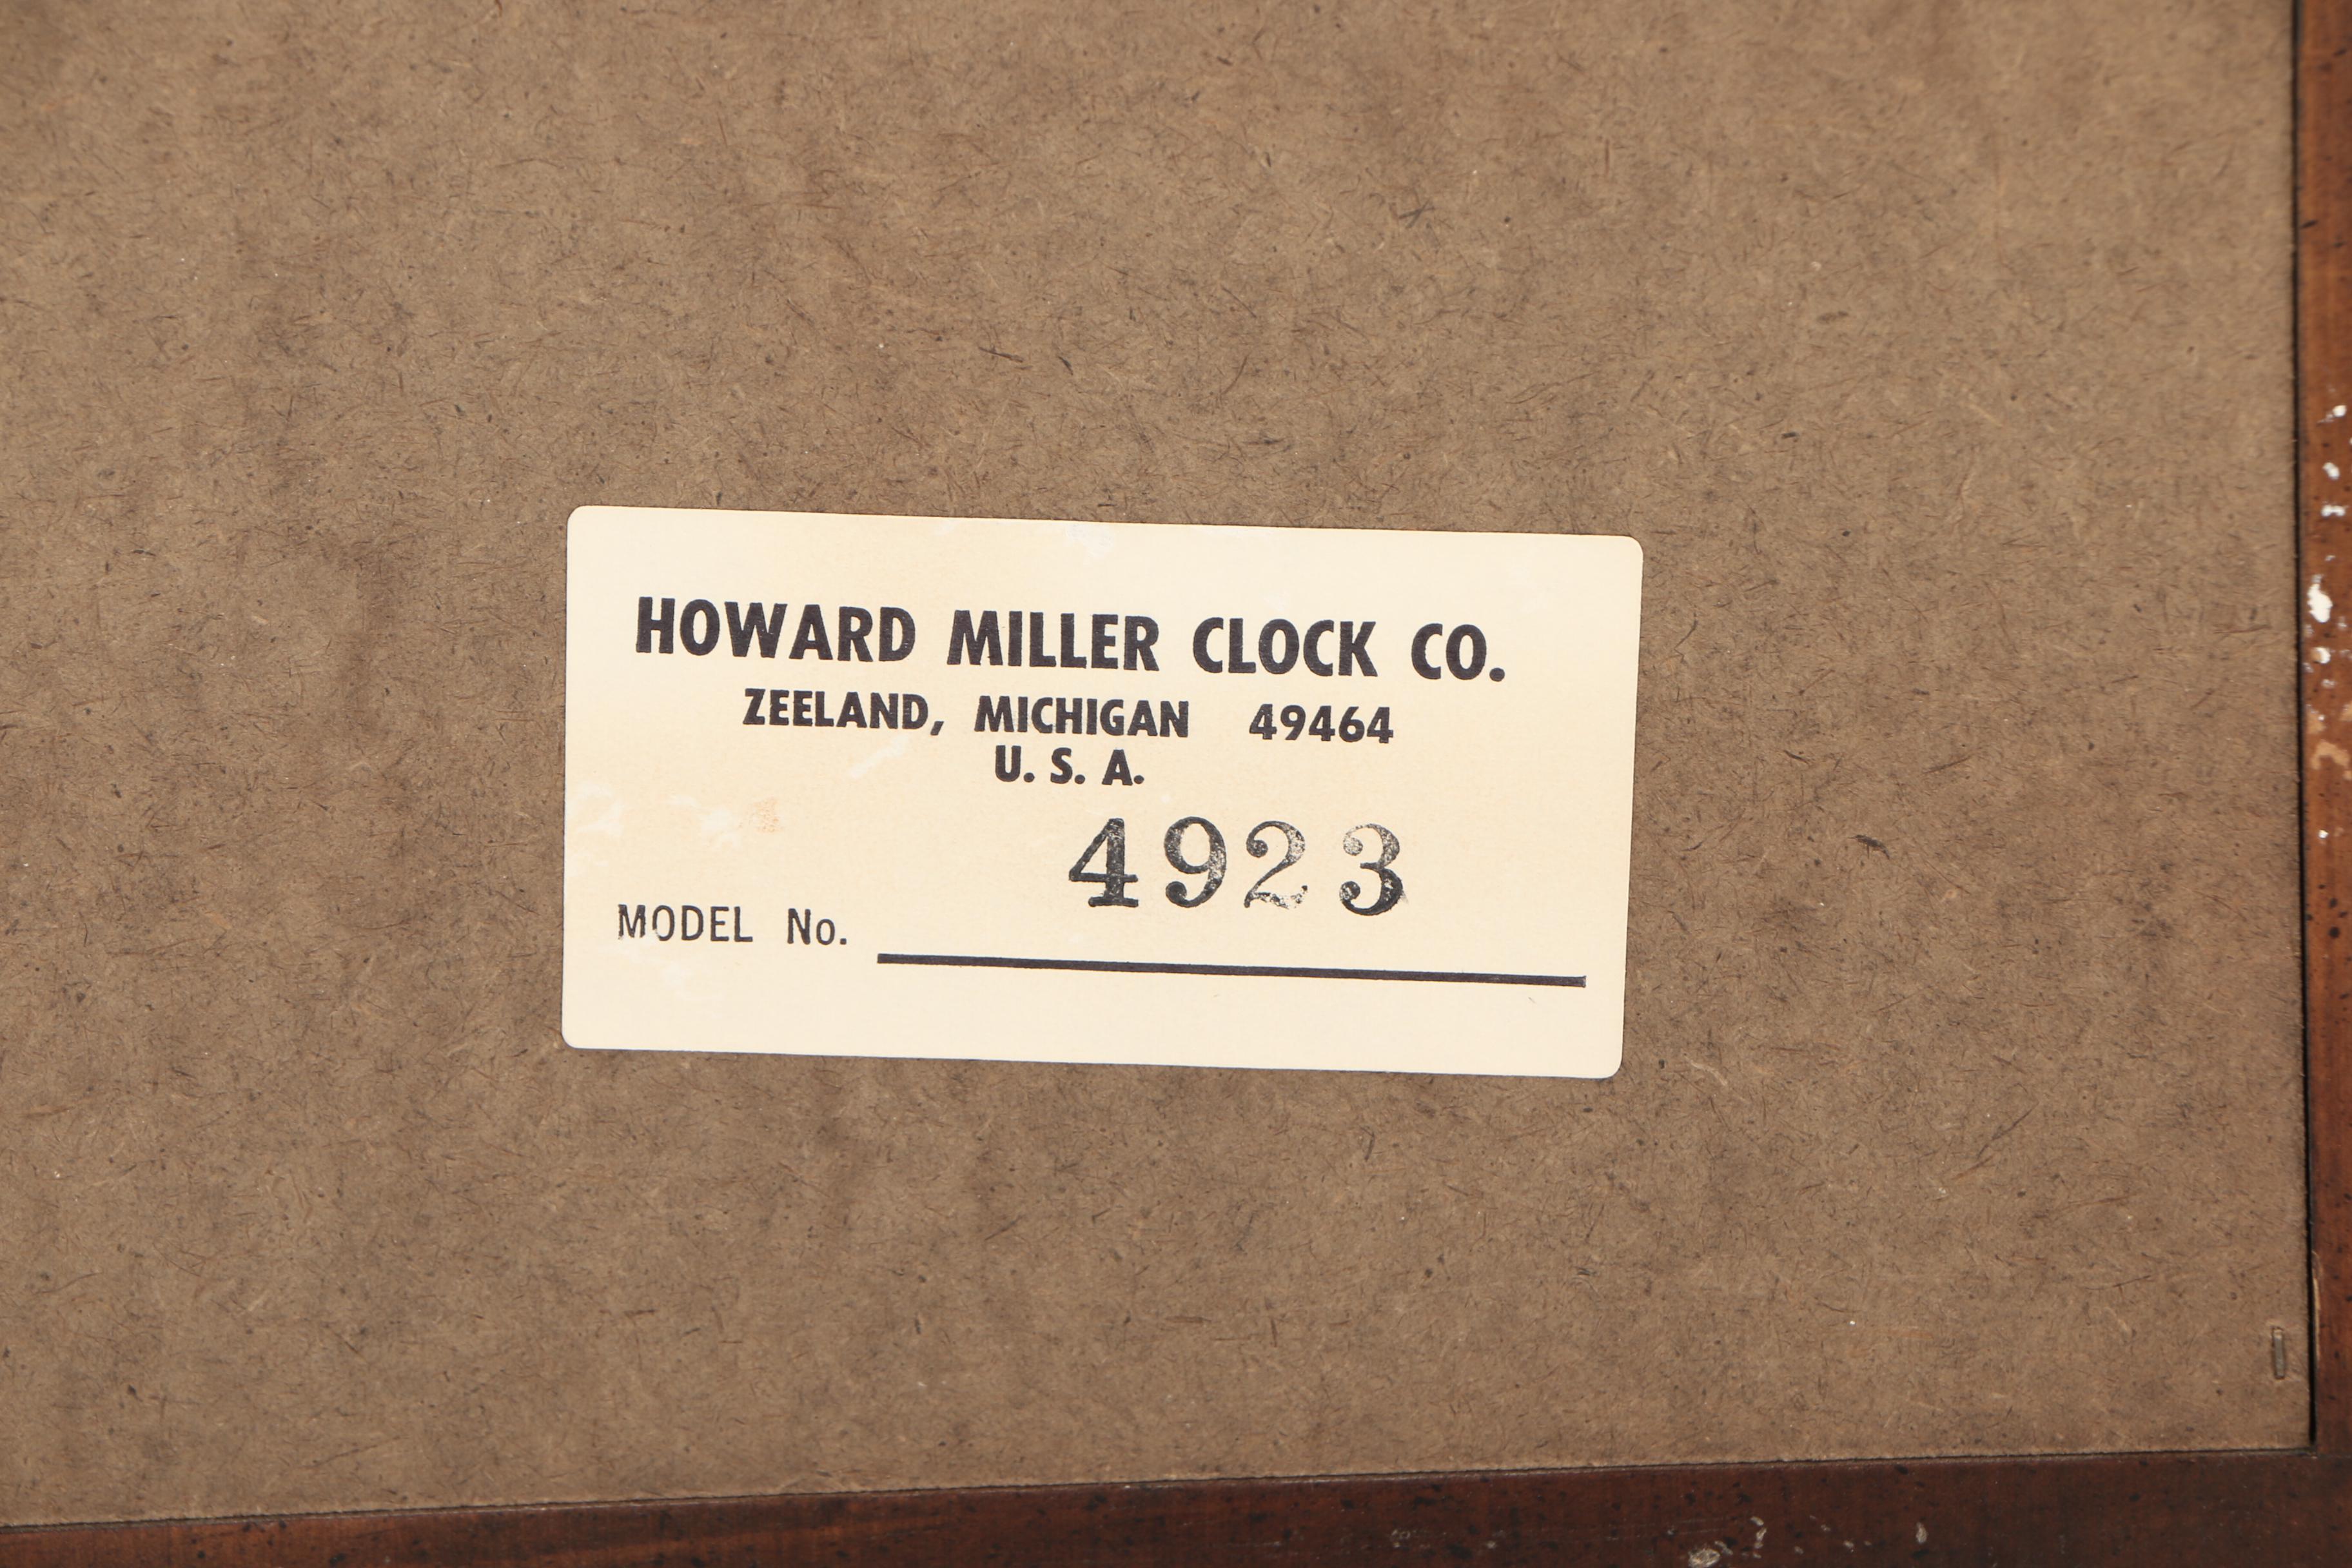 HOWARD MILLER CLOCK CO.
ZEELAND, MICHIGAN 49464
U. S. A.
4923
MODEL No.